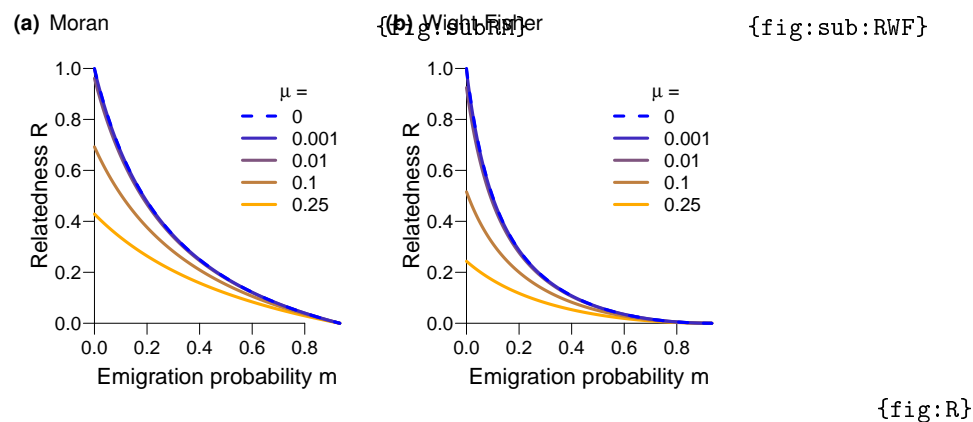 (a) Moran
{fig:subRM}
(b) Wight-Fisher
{fig:sub:RWF}
Relatedness R
1.0
0.8
0.6
0.4
0.2
0.0
0.0 0.2 0.4 0.6 0.8
Emigration probability m
μ =
0
0.001
0.01
0.1
0.25
Relatedness R
1.0
0.8
0.6
0.4
0.2
0.0
0.0 0.2 0.4 0.6 0.8
Emigration probability m
μ =
0
0.001
0.01
0.1
0.25
{fig:R}